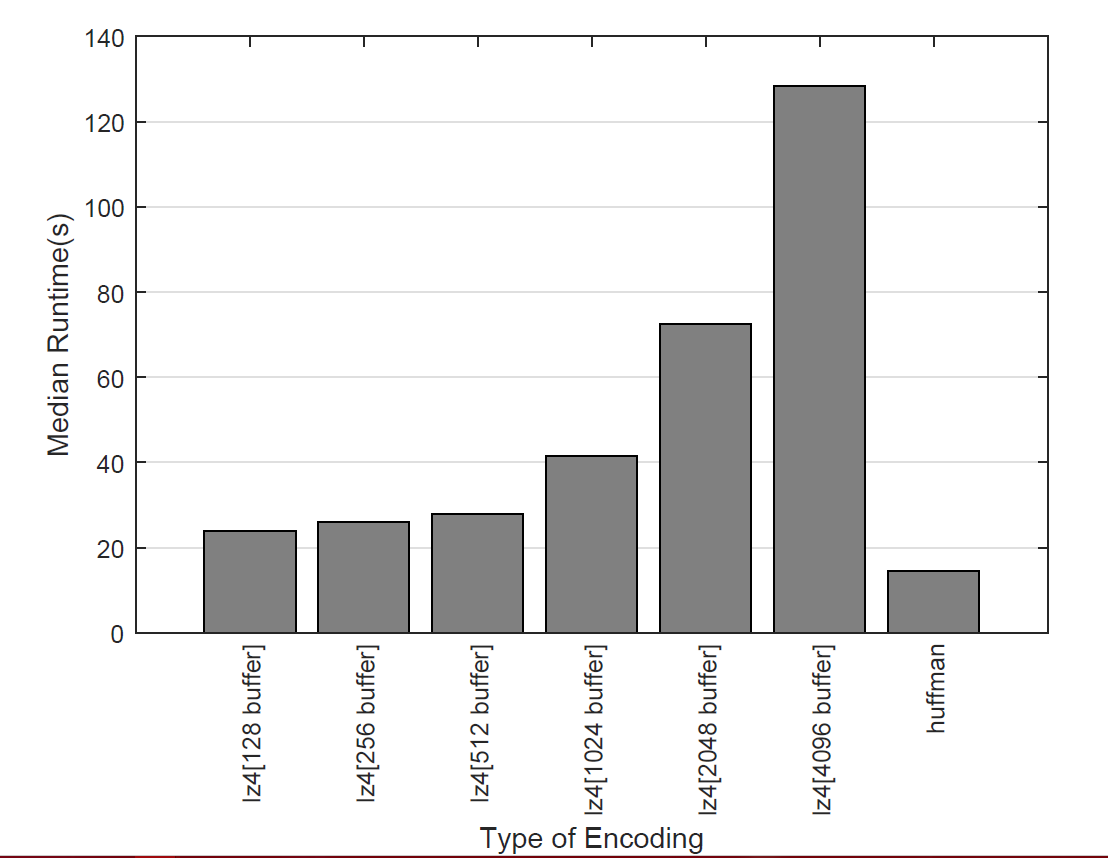 140
120
100
80
60
40
20
0
Median Runtime(s)
lz4[128 buffer]
lz4[256 buffer]
lz4[512 buffer]
lz4[1024 buffer]
lz4[2048 buffer]
lz4[4096 buffer]
huffman
Type of Encoding